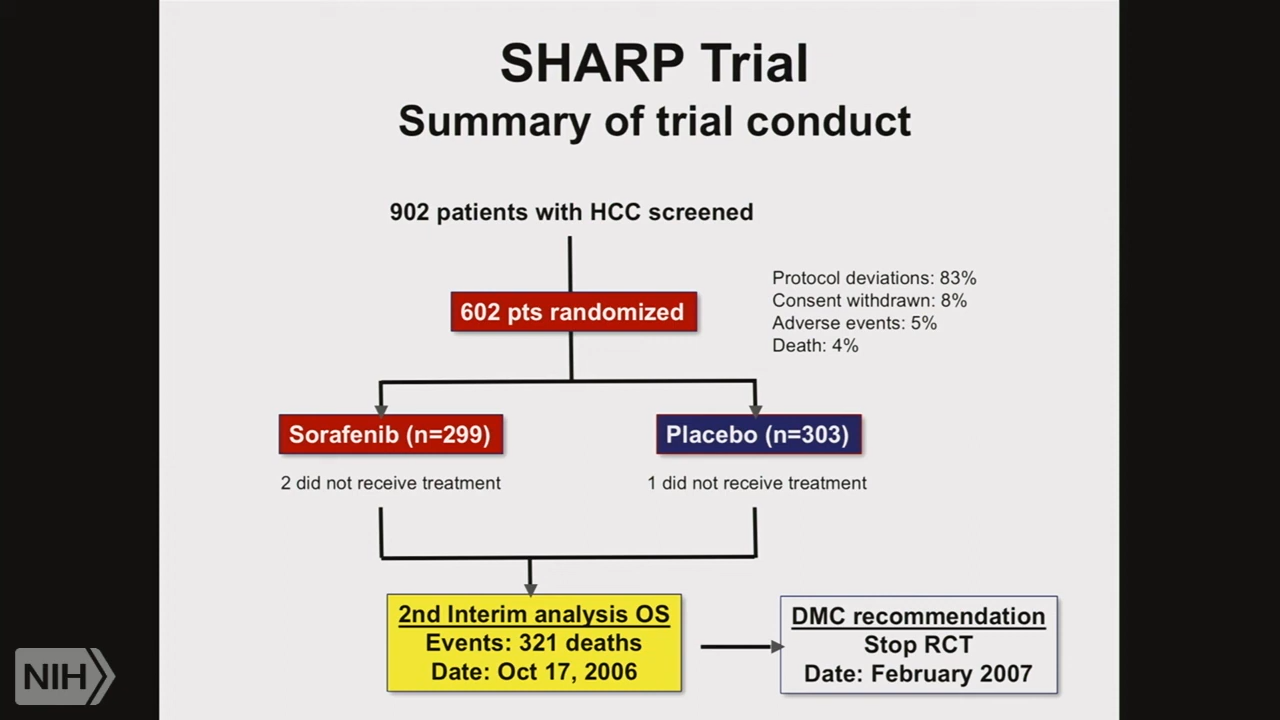 SHARP Trial
Summary of trial conduct
902 patients with HCC screened
602 pts randomized
Protocol deviations: 83%
Consent withdrawn: 8%
Adverse events: 5%
Death: 4%
Sorafenib (n=299)
Placebo (n=303)
2 did not receive treatment
1 did not receive treatment
2nd Interim analysis OS
Events: 321 deaths
Date: Oct 17, 2006
DMC recommendation
Stop RCT
Date: February 2007
NIH